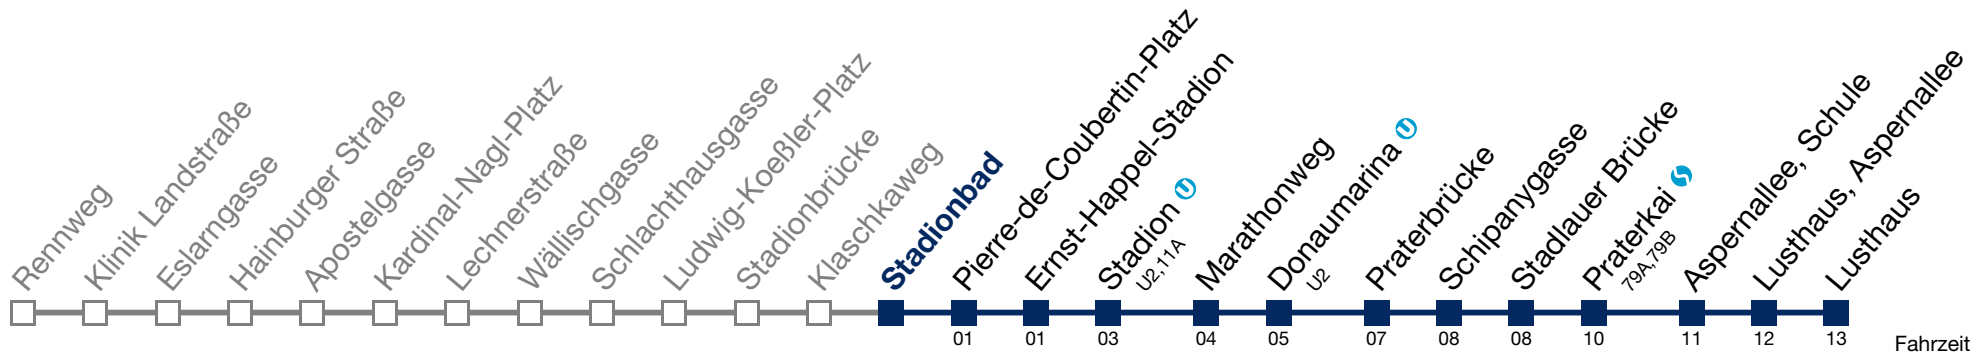 Rennweg
Klinik Landstraße
Eslarngasse
Hainburger Straße
Apostelgasse
Kardinal-Nagl-Platz
Lechnerstraße
Wällischgasse
Schlachthausgasse
Ludwig-Koeßler-Platz
Stadionbrücke
Klaschkaweg
Stadionbad
Pierre-de-Coubertin-Platz
Ernst-Happel-Stadion
Stadion U
U2,11A
Marathonweg
Donaumarina U
U2
Praterbrücke
Schipanygasse
Stadlauer Brücke
Praterkai S
79A,79B
Aspernallee, Schule
Lusthaus, Aspernallee
Lusthaus
01 01 03 04 05 07 08 08 10 11 12 13 Fahrzeit